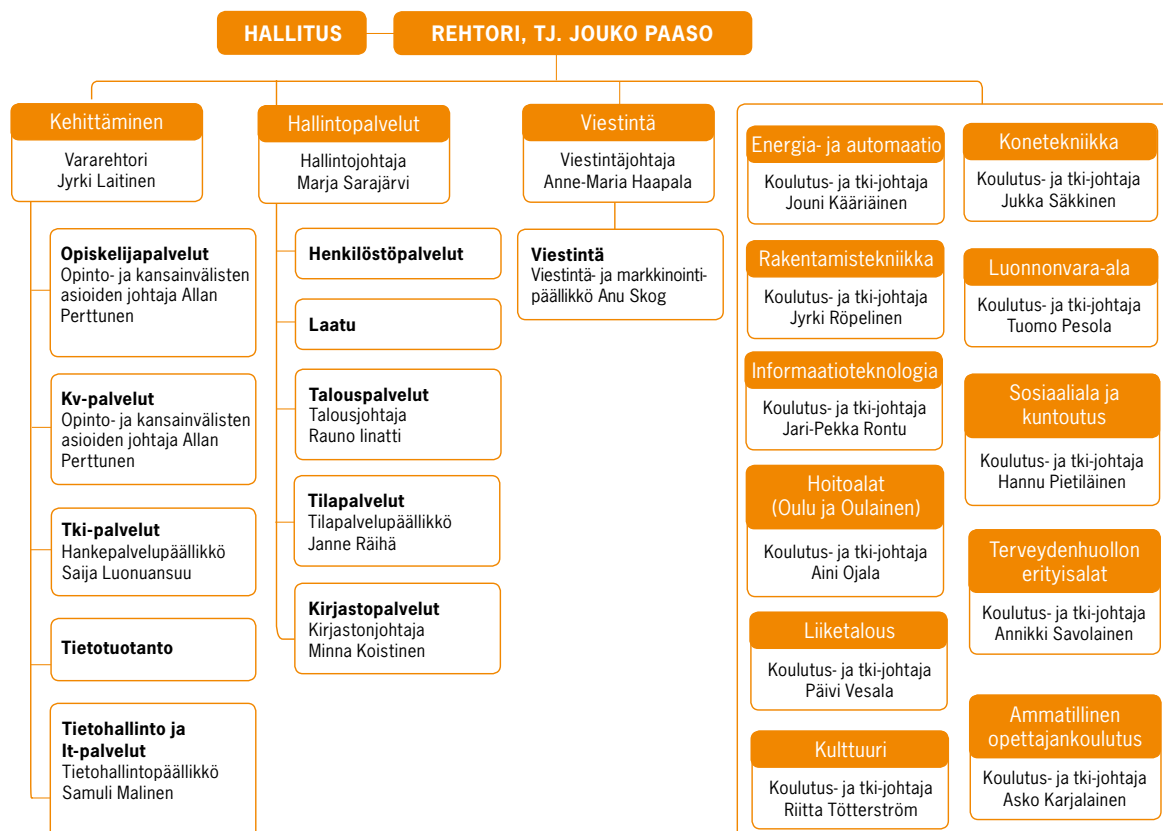 HALLITUS
REHTORI, TJ. JOUKO PAASO
Kehittäminen
Vararehtori
Jyrki Laitinen
Opiskelijapalvelut
Opinto- ja kansainvälisten
asioiden johtaja Allan
Perttunen
Kv-palvelut
Opinto- ja kansainvälisten
asioiden johtaja Allan
Perttunen
Tki-palvelut
Hankepalvelupäällikkö
Saija Luonuansuu
Tietotuotanto
Tietohallinto ja
It-palvelut
Tietohallintopäällikkö
Samuli Malinen
Hallintopalvelut
Hallintojohtaja
Marja Sarajärvi
Henkilöstöpalvelut
Laatu
Talouspalvelut
Talousjohtaja
Rauno Iinatti
Tilapalvelut
Tilapalvelupäällikkö
Janne Räihä
Kirjastopalvelut
Kirjastonjohtaja
Minna Koistinen
Viestintä
Viestintäjohtaja
Anne-Maria Haapala
Viestintä
Viestintä- ja markkinointi-
päällikkö Anu Skog
Energia- ja automaatio
Koulutus- ja tki-johtaja
Jouni Kääriäinen
Rakentamistekniikka
Koulutus- ja tki-johtaja
Jyrki Röpelinen
Informaatioteknologia
Koulutus- ja tki-johtaja
Jari-Pekka Rontu
Hoitoalat
(Oulu ja Oulainen)
Koulutus- ja tki-johtaja
Aini Ojala
Liiketalous
Koulutus- ja tki-johtaja
Päivi Vesala
Kulttuuri
Koulutus- ja tki-johtaja
Riitta Tötterström
Konetekniikka
Koulutus- ja tki-johtaja
Jukka Säkkinen
Luonnonvara-ala
Koulutus- ja tki-johtaja
Tuomo Pesola
Sosiaaliala ja
kuntoutus
Koulutus- ja tki-johtaja
Hannu Pietiläinen
Terveydenhuollon
erityisalat
Koulutus- ja tki-johtaja
Annikki Savolainen
Ammatillinen
opettajankoulutus
Koulutus- ja tki-johtaja
Asko Karjalainen